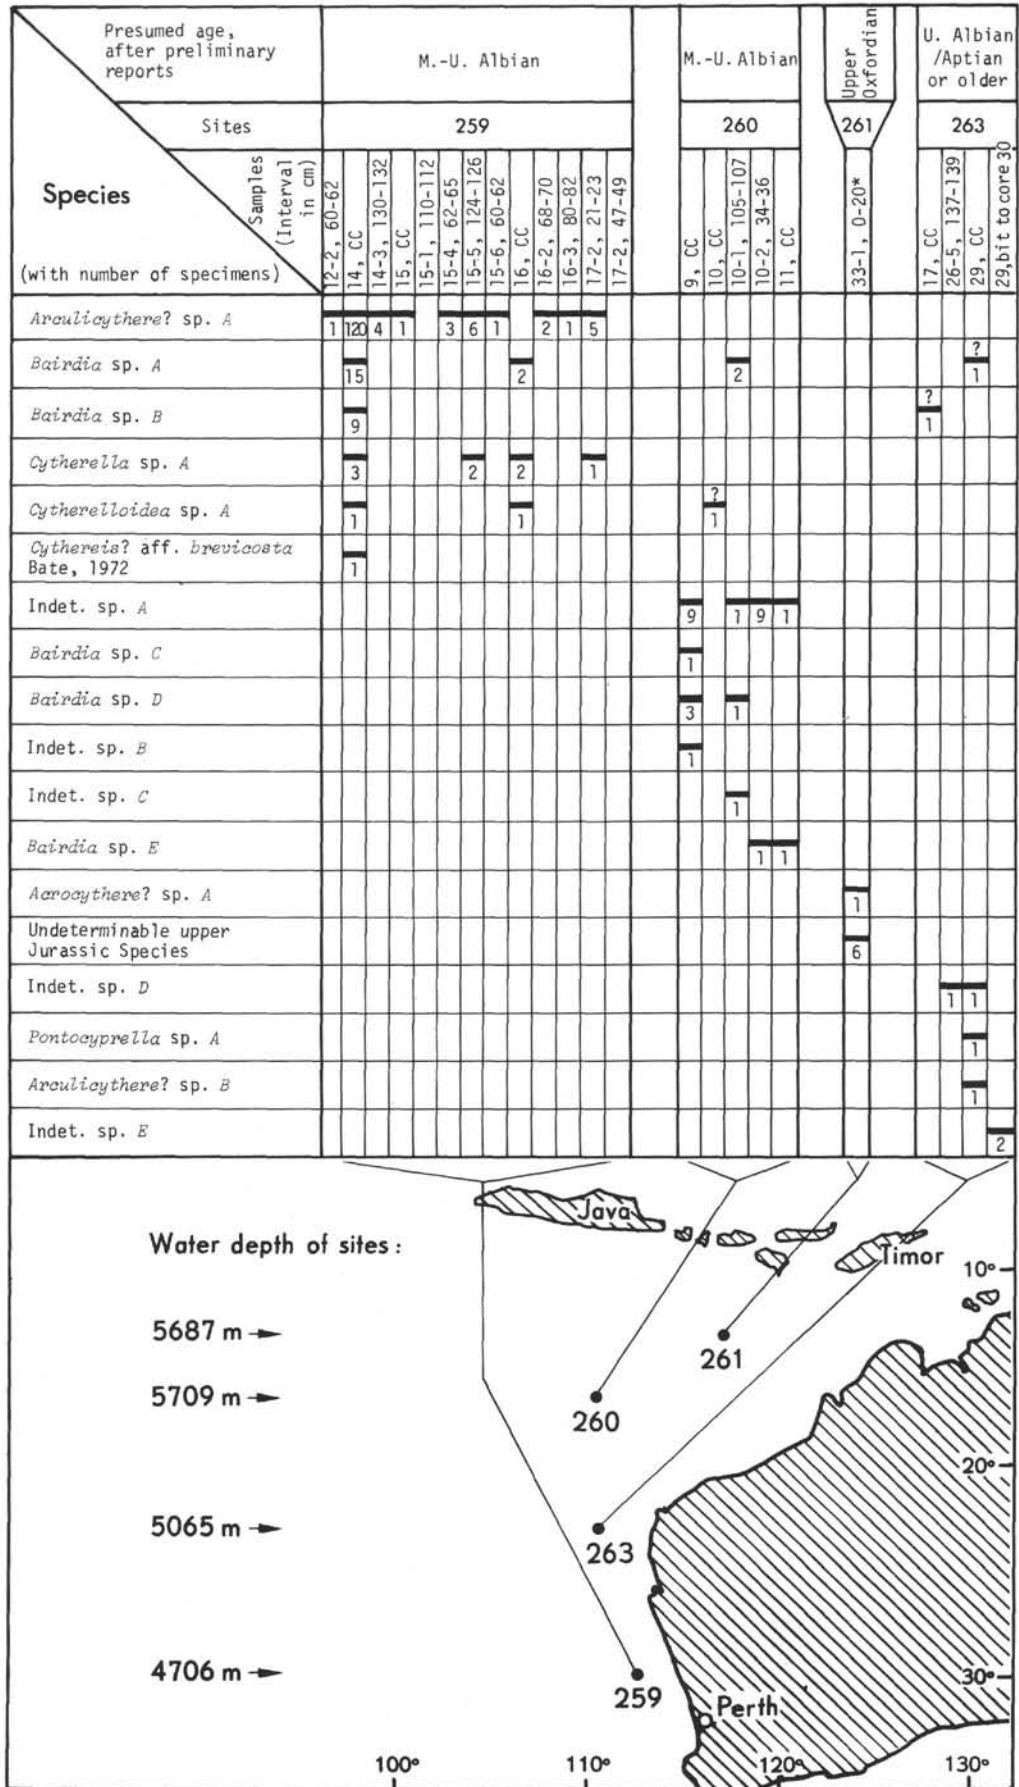 Presumed age,
after preliminary
reports
M.-U. Albian
M.-U. Albian
Upper
Oxfordian
U. Albian
/Aptian
or older
Sites
259
260
261
263
Species
(with number of specimens)
Samples
(Interval
in cm)
12-2, 60-62
14, CC
14-3, 130-132
15, CC
15-1, 110-112
15-4, 62-65
15-5, 124-126
15-6, 60-62
16, CC
16-2, 68-70
16-3, 80-82
17-2, 21-23
17-2, 47-49
9, CC
10, CC
10-1, 105-107
10-2, 34-36
11, CC
33-1, 0-20*
17, CC
26-5, 137-139
29, CC
29,bit to core 30
Arculicythere? sp. A
1 120 4 1 3 6 1 2 1 5
Bairdia sp. A
15 2 2 ? 1
Bairdia sp. B
9 ? 1
Cytherella sp. A
3 2 2 1
Cytherelloidea sp. A
1 1 ? 1
Cythereis? aff. brevicosta
Bate, 1972
1
Indet. sp. A
9 1 9 1
Bairdia sp. C
1
Bairdia sp. D
3 1
Indet. sp. B
1
Indet. sp. C
1
Bairdia sp. E
1 1
Acrocythere? sp. A
1
Undeterminable upper
Jurassic Species
6
Indet. sp. D
1 1
Pontocyprella sp. A
1
Arculicythere? sp. B
1
Indet. sp. E
2
Java
Water depth of sites:
Timor
10°
5687 m
261
5709 m
260
20°
5065 m
263
4706 m
259
30°
Perth
100°
110°
120°
130°